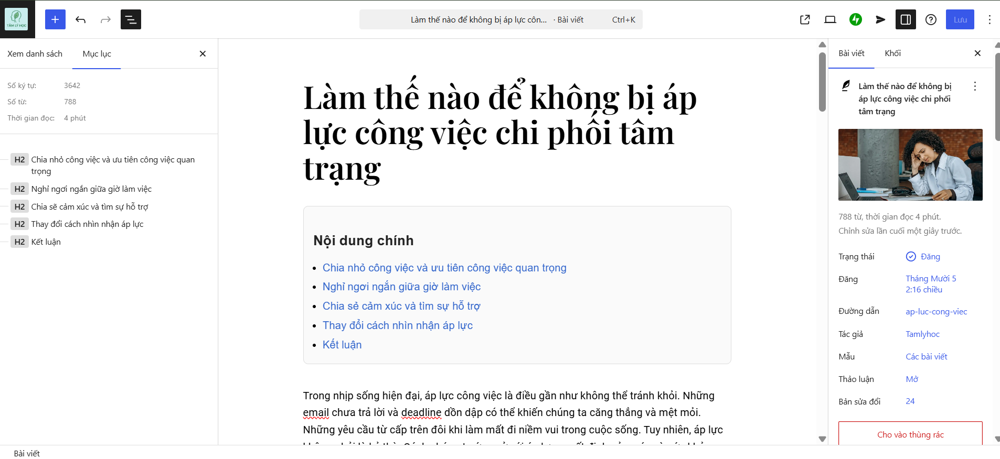 TÂM LÝ HỌC
Làm thế nào để không bị áp lực côn... · Bài viết Ctrl+K
Lưu
Xem danh sách Mục lục
Số ký tự: 3642
Số từ: 788
Thời gian đọc: 4 phút
H2 Chia nhỏ công việc và ưu tiên công việc quan
trọng
H2 Nghỉ ngơi ngắn giữa giờ làm việc
H2 Chia sẽ cảm xúc và tìm sự hỗ trợ
H2 Thay đổi cách nhìn nhận áp lực
H2 Kết luận
Làm thế nào để không bị áp
lực công việc chi phối tâm
trạng
Nội dung chính
Chia nhỏ công việc và ưu tiên công việc quan trọng
Nghỉ ngơi ngắn giữa giờ làm việc
Chia sẻ cảm xúc và tìm sự hỗ trợ
Thay đổi cách nhìn nhận áp lực
Kết luận
Trong nhịp sống hiện đại, áp lực công việc là điều gần như không thể tránh khỏi. Những
email chưa trả lời và deadline dồn dập có thể khiến chúng ta căng thẳng và mệt mỏi.
Những yêu cầu từ cấp trên đôi khi làm mất đi niềm vui trong cuộc sống. Tuy nhiên, áp lực
Bài viết Khối
Làm thế nào để không bị
áp lực công việc chi phối
tâm trạng
788 từ, thời gian đọc 4 phút.
Chỉnh sửa lần cuối một giây trước.
Trạng thái Đăng
Đăng Tháng Mười 5
2:16 chiều
Đường dẫn ap-luc-cong-viec
Tác giả Tamlyhoc
Mẫu Các bài viết
Thảo luận Mở
Bản sửa đổi 24
Cho vào thùng rác
Bài viết